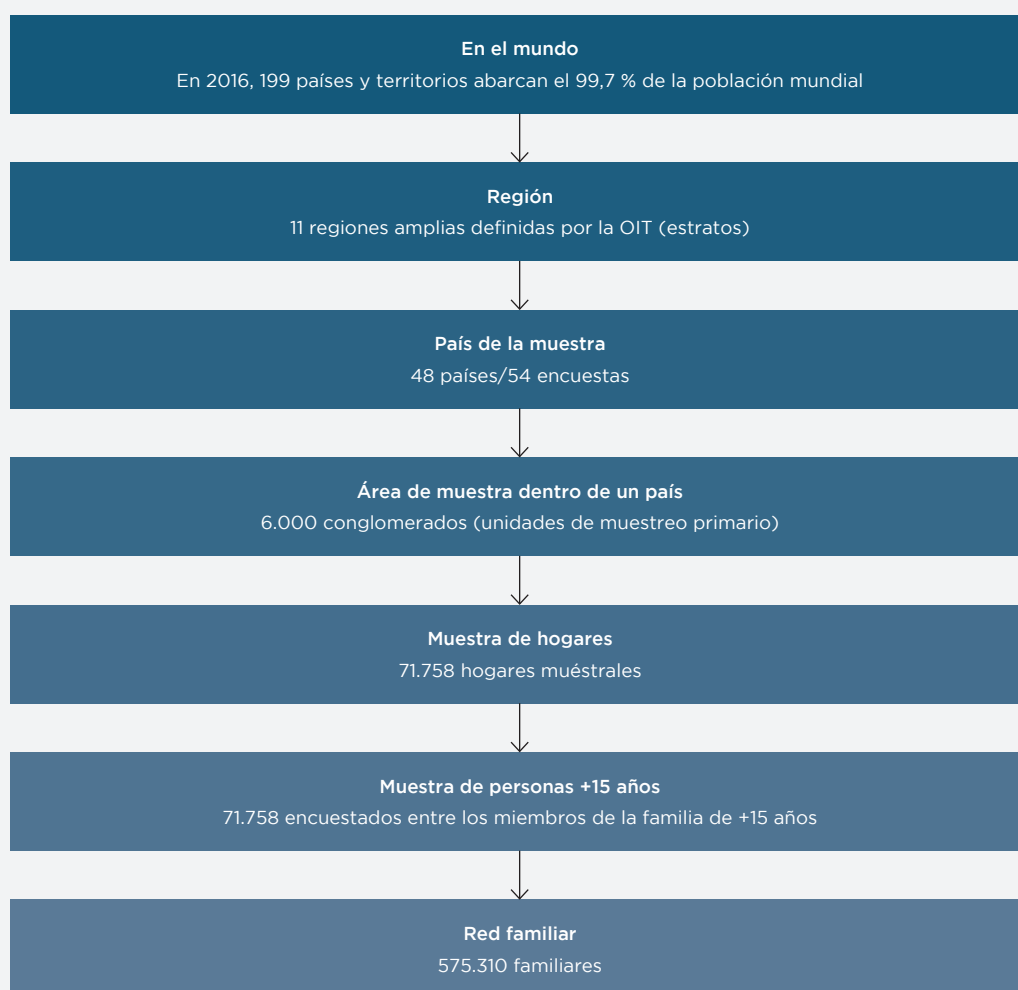 En el mundo
En 2016, 199 países y territorios abarcan el 99,7 % de la población mundial
Región
11 regiones amplias definidas por la OIT (estratos)
País de la muestra
48 países/54 encuestas
Área de muestra dentro de un país
6.000 conglomerados (unidades de muestreo primario)
Muestra de hogares
71.758 hogares muéstrales
Muestra de personas +15 años
71.758 encuestados entre los miembros de la familia de +15 años
Red familiar
575.310 familiares